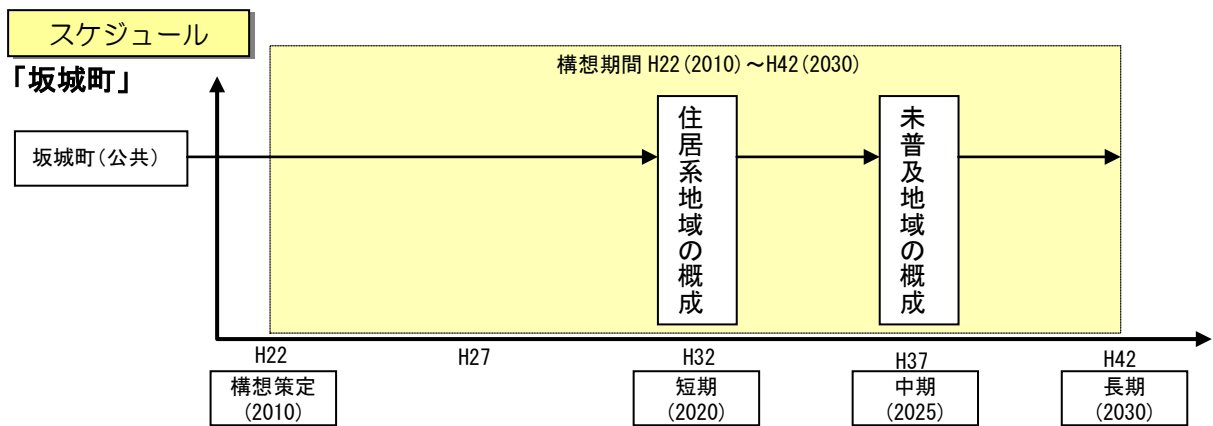 スケジュール
「坂城町」
構想期間 H22(2010)～H42(2030)
坂城町(公共)
住居系地域の概成
未普及地域の概成
H22
H27
H32
H37
H42
構想策定
(2010)
短期
(2020)
中期
(2025)
長期
(2030)